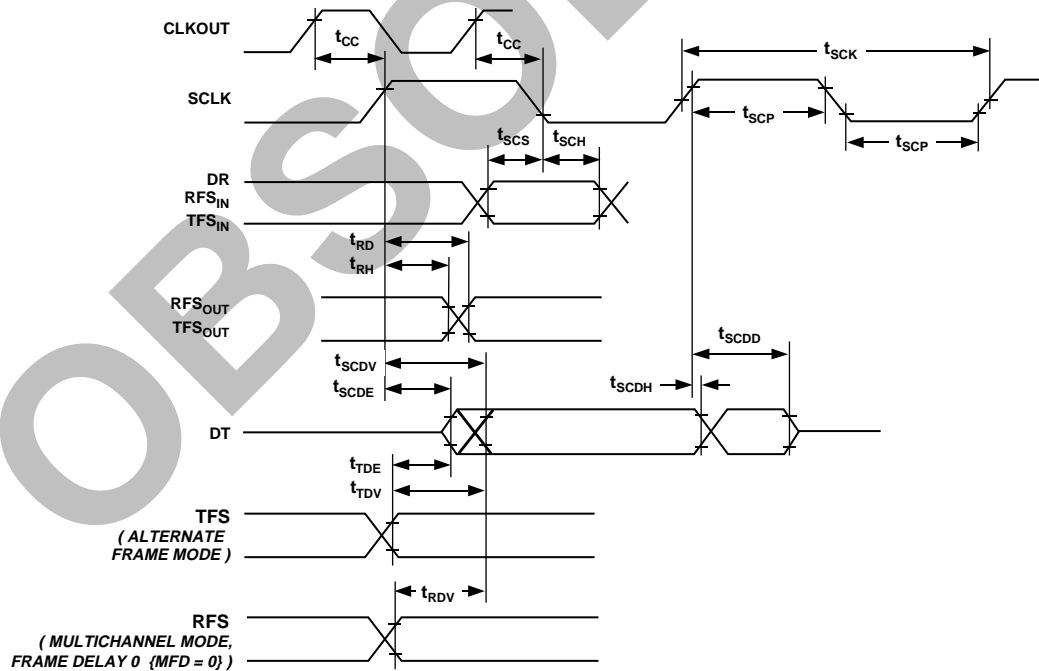 CLKOUT
tCC
tCC
tSCK
SCLK
tSCP
tSCP
tSCS
tSCH
DR
RFSIN
TFSIN
tRD
tRH
RFSOUT
TFSOUT
tSCDV
tSCDE
tSCDD
tSCDH
DT
tTDE
tTDV
TFS
( ALTERNATE
FRAME MODE )
tRDV
RFS
( MULTICHANNEL MODE,
FRAME DELAY 0 {MFD = 0} )
OBSO